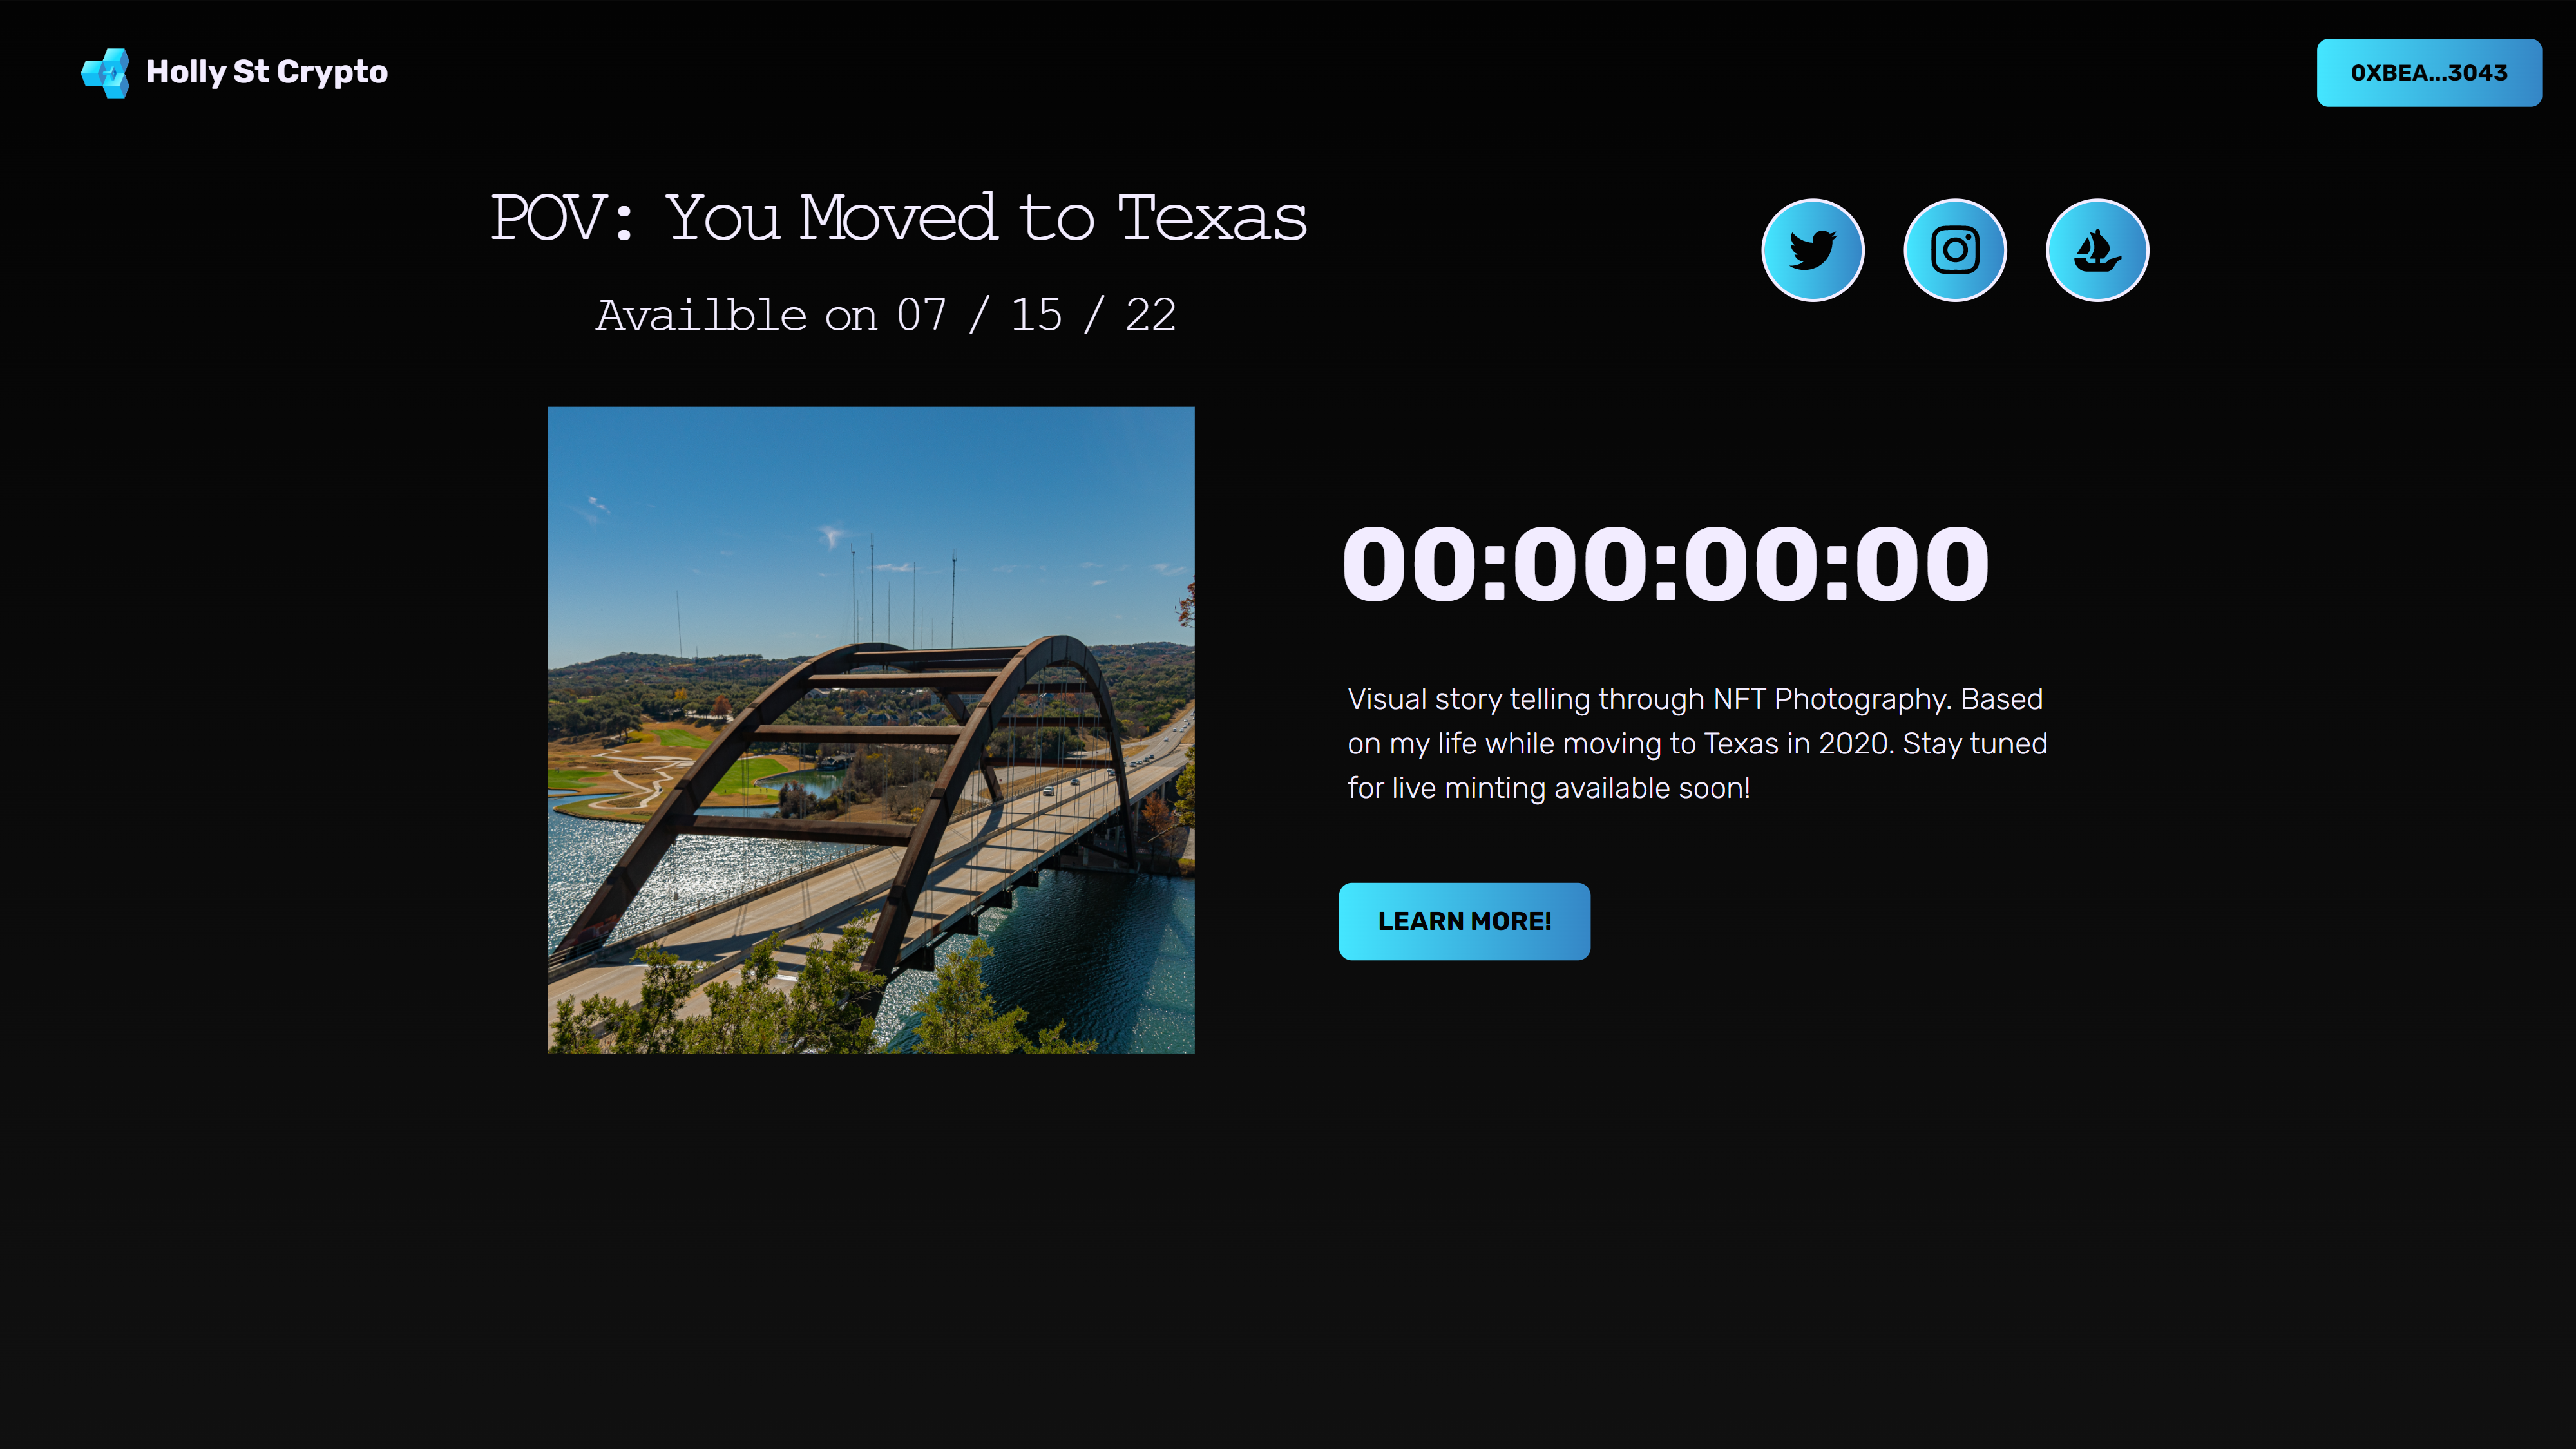 Holly St Crypto
0XBEA...3043
POV: You Moved to Texas
Availble on 07 / 15 / 22
00:00:00:00
Visual story telling through NFT Photography. Based
on my life while moving to Texas in 2020. Stay tuned
for live minting available soon!
LEARN MORE!